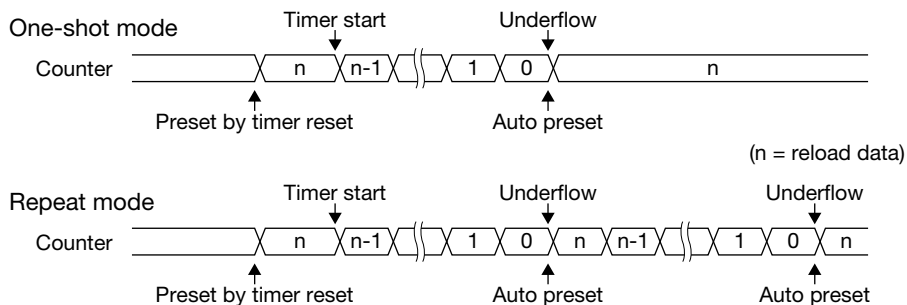 One-shot mode
Timer start Underflow
Counter n n-1 1 0 n
Preset by timer reset Auto preset
(n = reload data)
Repeat mode
Timer start Underflow Underflow
Counter n n-1 1 0 n n-1 1 0 n
Preset by timer reset Auto preset Auto preset